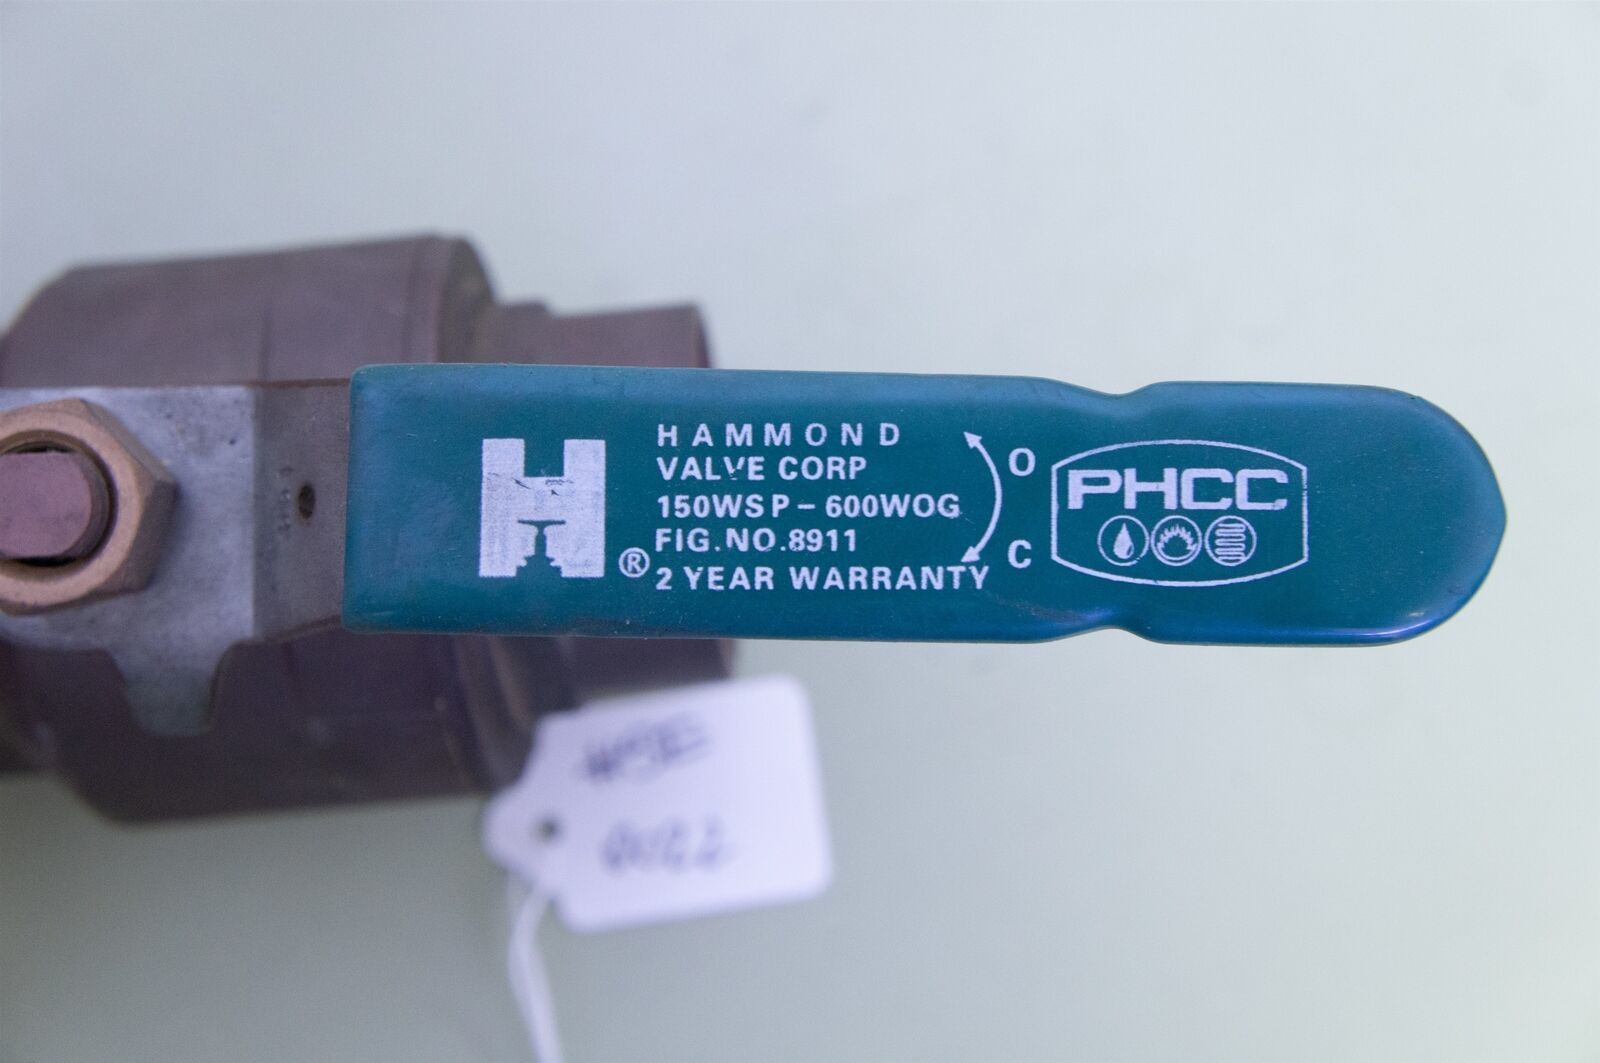 HAMMOND
VALVE CORP
150WSP-600WOG
FIG. NO. 8911
2 YEAR WARRANTY
®
O
C
PHCC